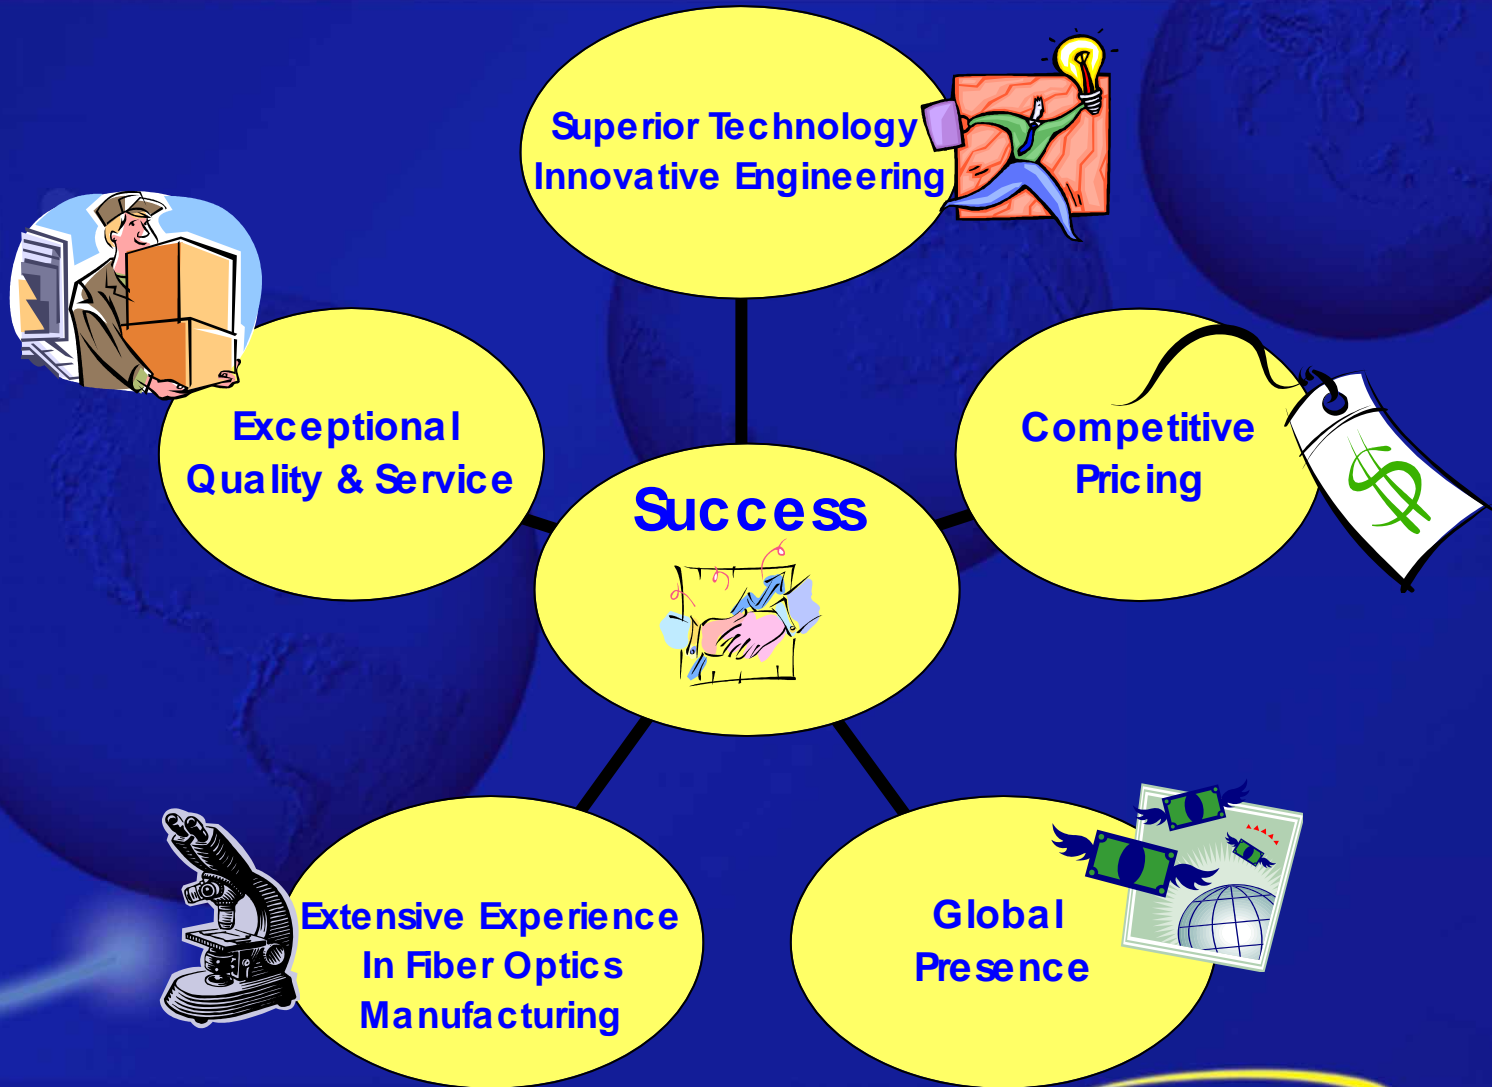 Superior Technology
Innovative Engineering
Exceptional
Quality & Service
Competitive
Pricing
Success
Extensive Experience
In Fiber Optics
Manufacturing
Global
Presence
$